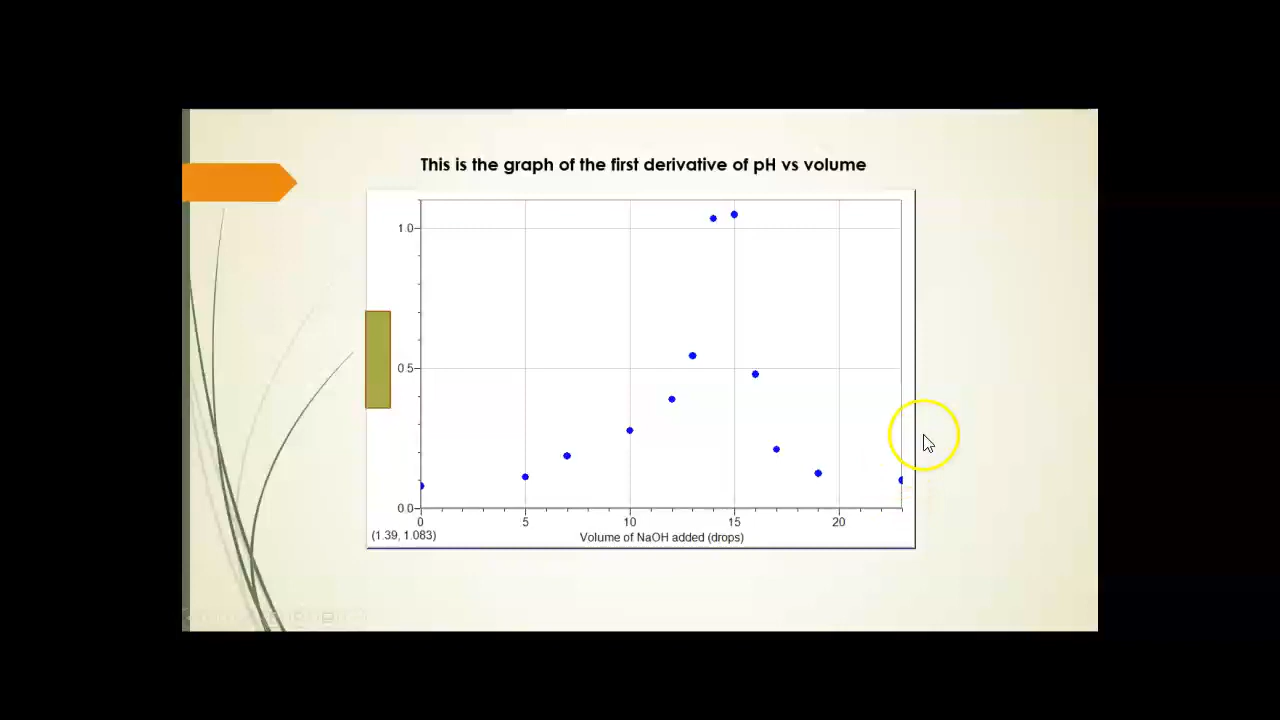 This is the graph of the first derivative of pH vs volume
1.0
0.5
0.0
0 5 10 15 20
(1.39, 1.083) Volume of NaOH added (drops)